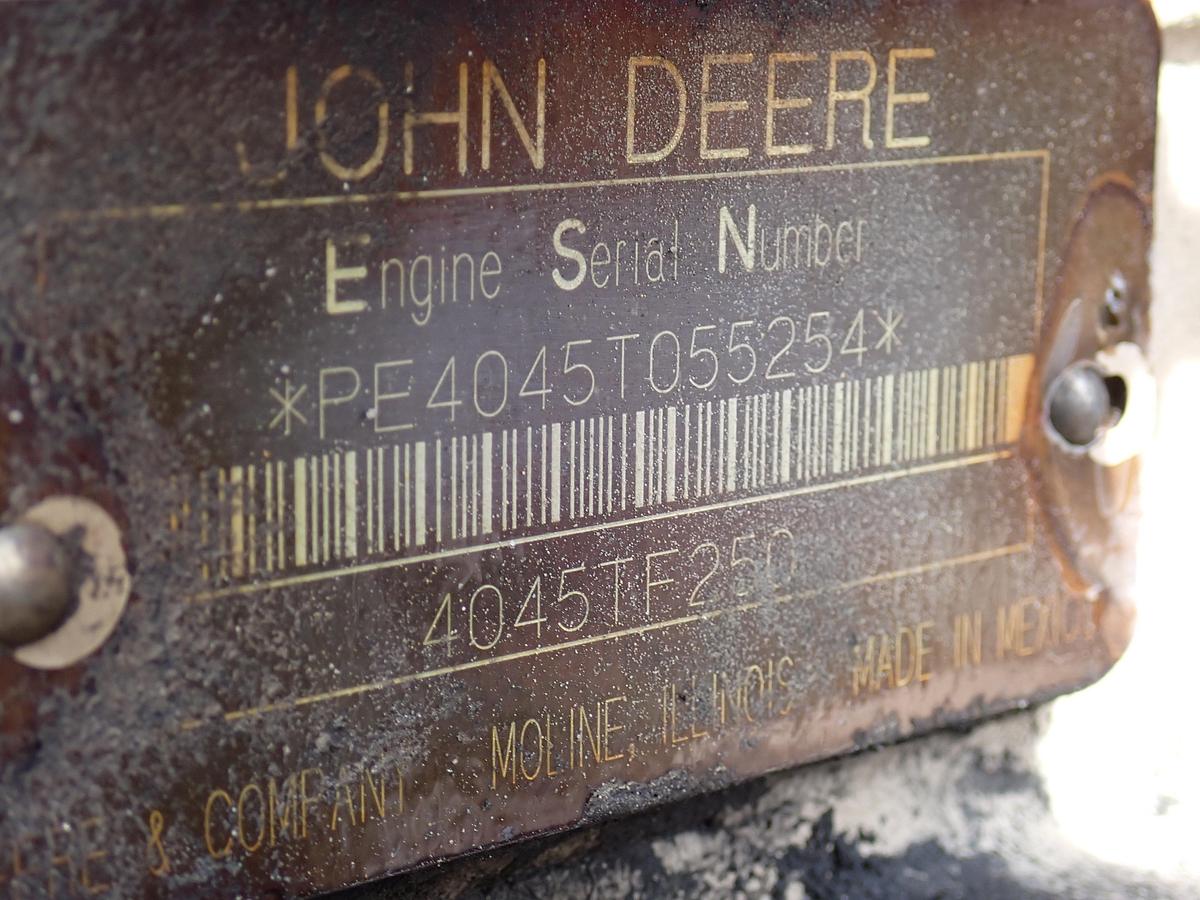 JOHN DEERE
Engine Serial Number
*PE4045T055254*
4045TF250
& COMPANY MOLINE, ILLINOIS MADE IN MEXICO